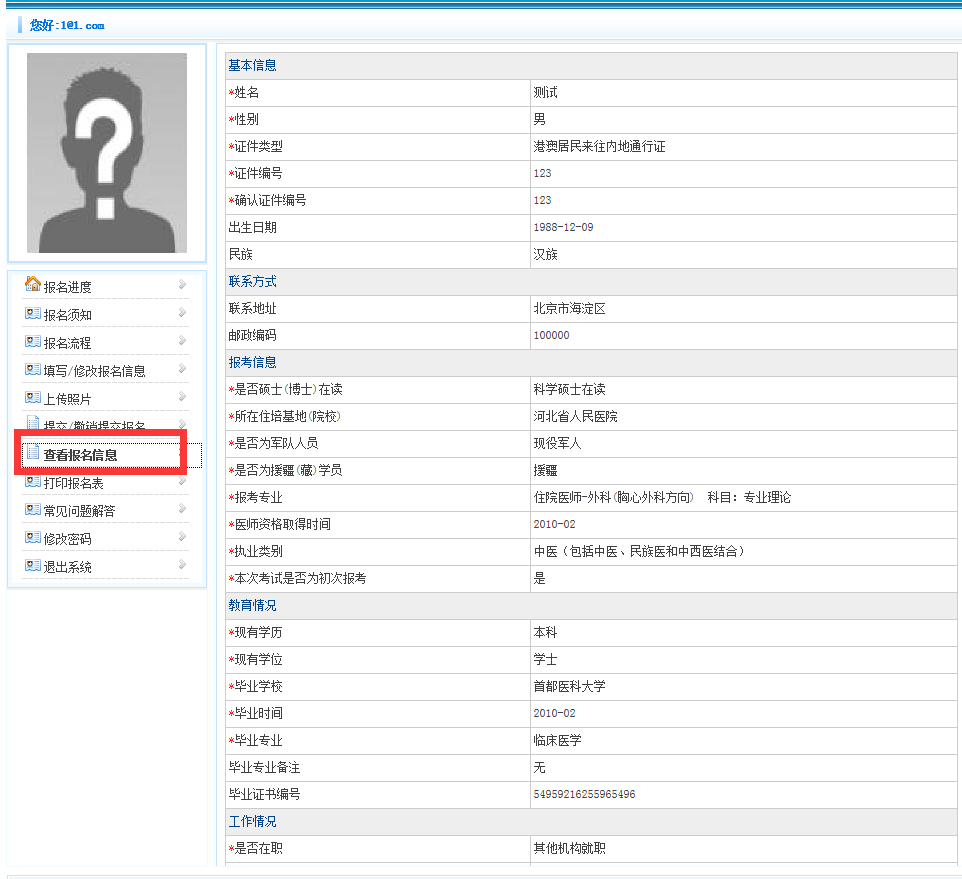 您好:1@1.com
报名进度
报名须知
报名流程
填写/修改报名信息
上传照片
提交/撤销提交报名
查看报名信息
打印报名表
常见问题解答
修改密码
退出系统
基本信息
*姓名 测试
*性别 男
*证件类型 港澳居民来往内地通行证
*证件编号 123
*确认证件编号 123
出生日期 1988-12-09
民族 汉族
联系方式
联系地址 北京市海淀区
邮政编码 100000
报考信息
*是否硕士(博士)在读 科学硕士在读
*所在住培基地(院校) 河北省人民医院
*是否为军队人员 现役军人
*是否为援疆(藏)学员 援疆
*报考专业 住院医师-外科(胸心外科方向) 科目: 专业理论
*医师资格取得时间 2010-02
*执业类别 中医（包括中医、民族医和中西医结合）
*本次考试是否为初次报考 是
教育情况
*现有学历 本科
*现有学位 学士
*毕业学校 首都医科大学
*毕业时间 2010-02
*毕业专业 临床医学
毕业专业备注 无
毕业证书编号 54959216255965496
工作情况
*是否在职 其他机构就职